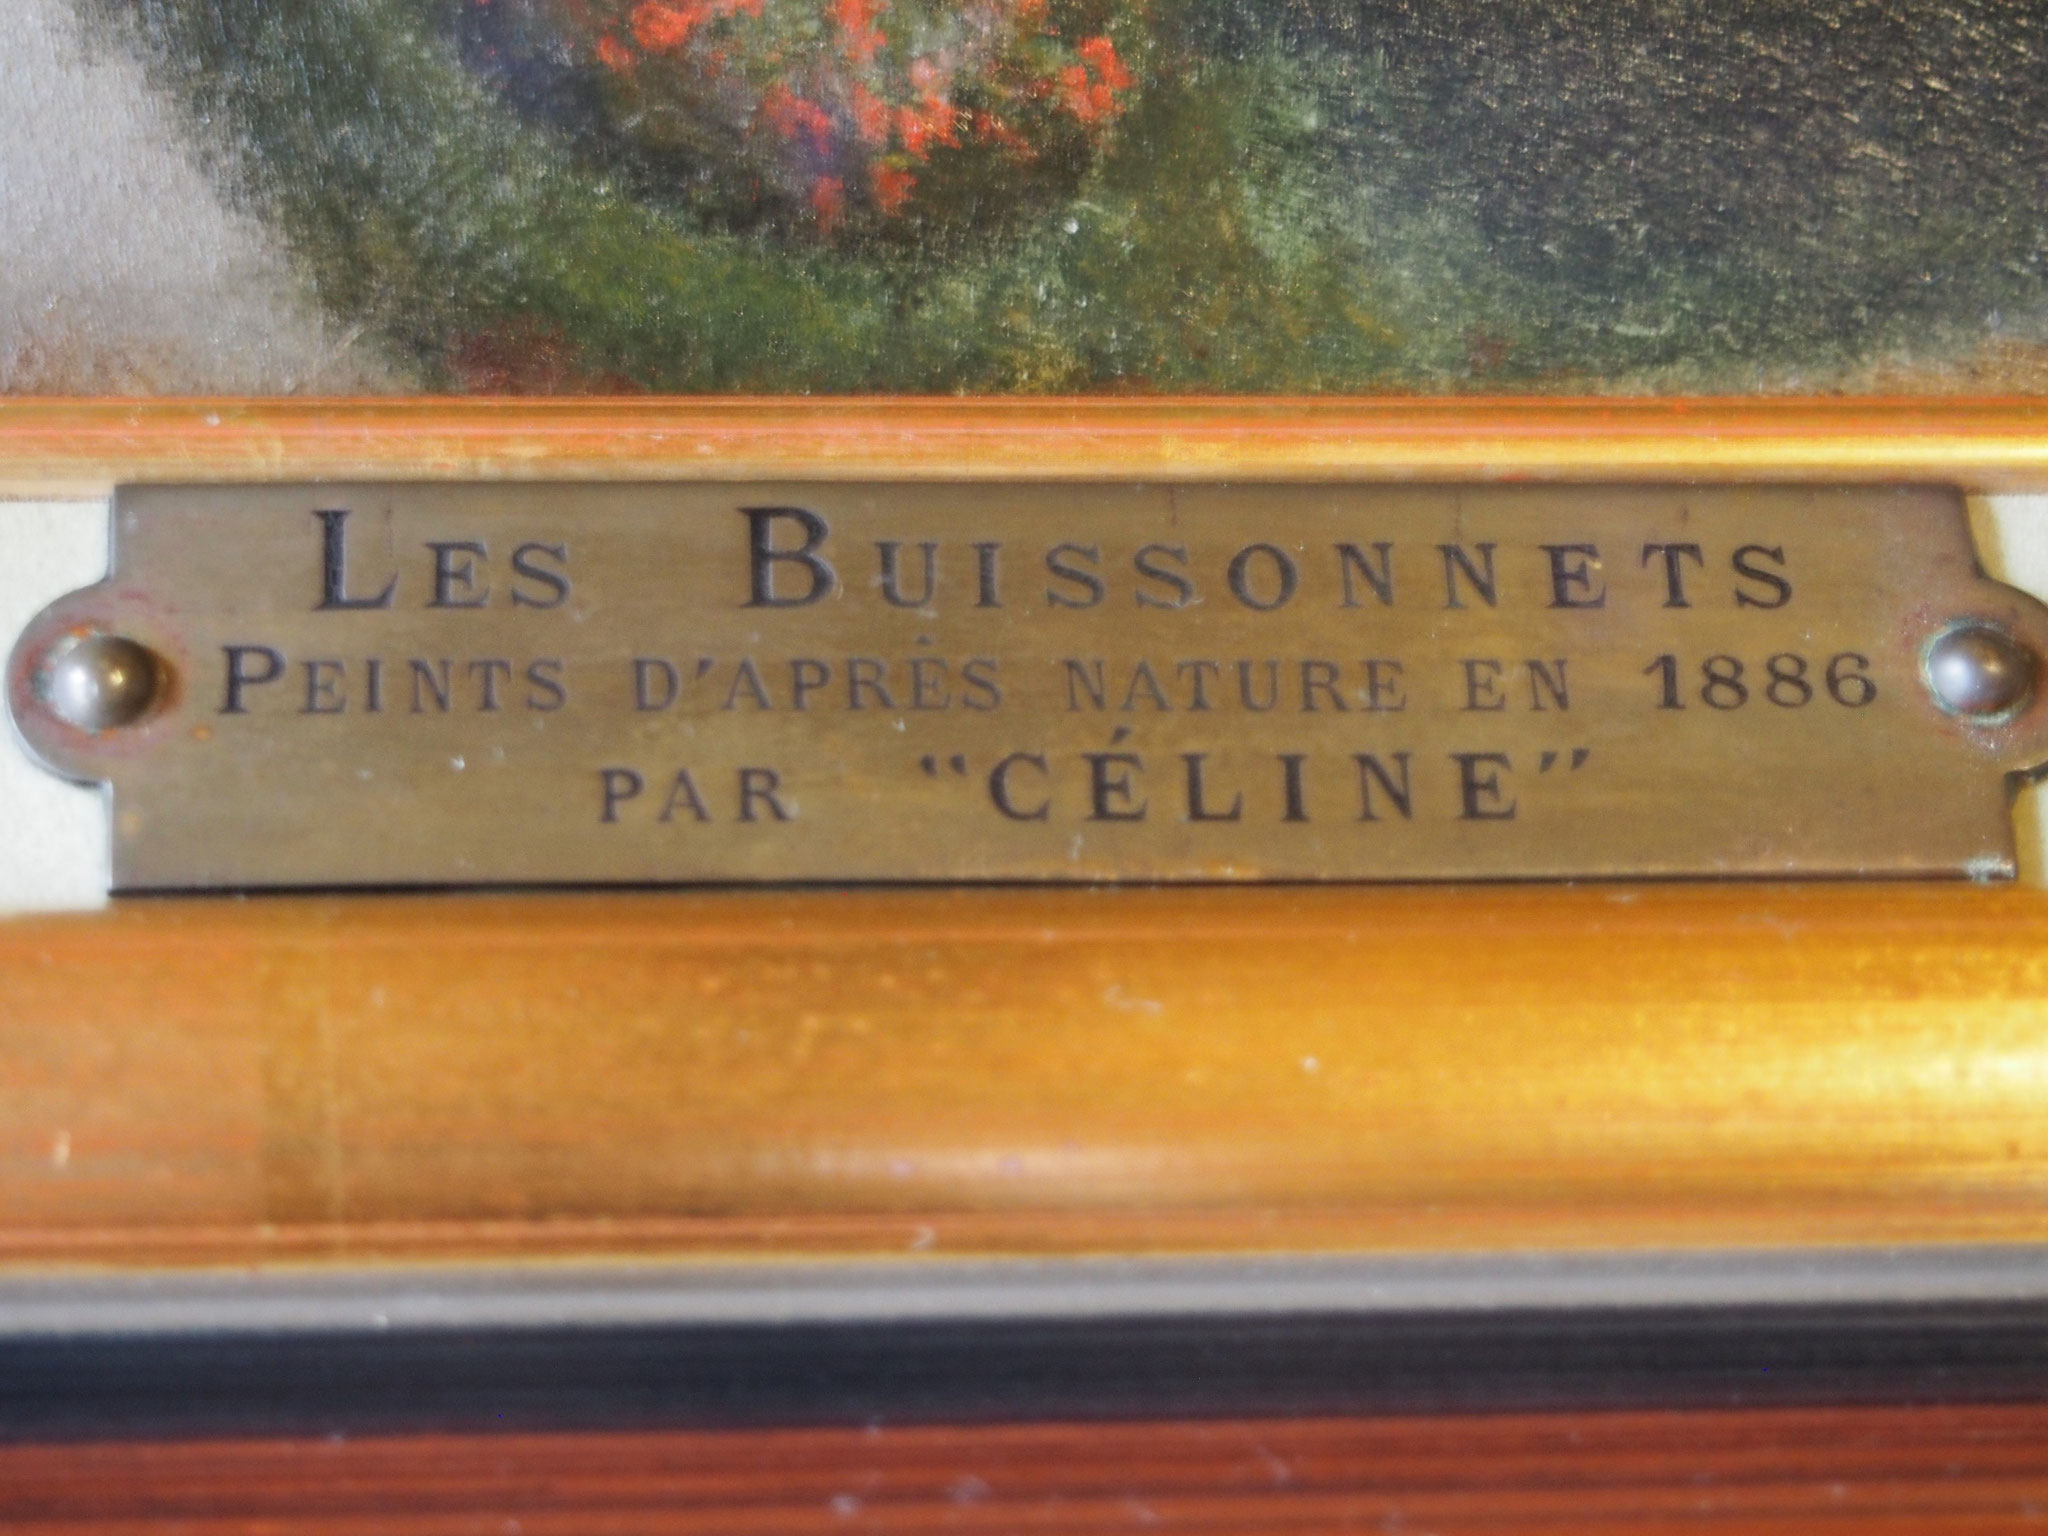 LES BUISSONNETS
PEINTS D'APRÈS NATURE EN 1886
PAR "CÉLINE"